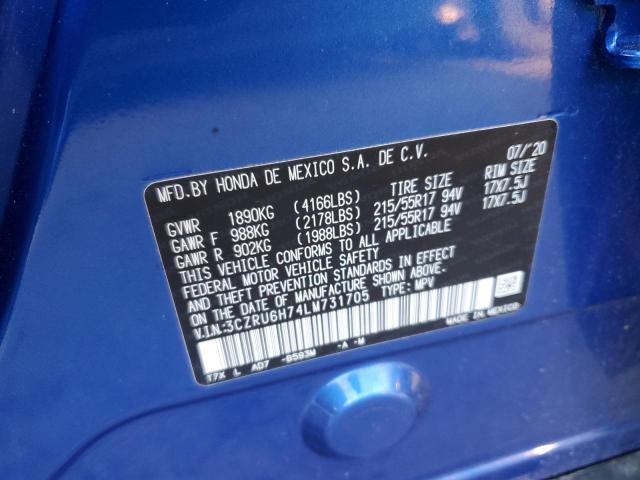 MFD. BY HONDA DE MEXICO S.A. DE C.V. 07/'20
TIRE SIZE RIM SIZE
GVWR 1890KG (4166LBS)
GAWR F 988KG (2178LBS) 215/55R17 94V 17X7.5J
GAWR R 902KG (1988LBS) 215/55R17 94V 17X7.5J
THIS VEHICLE CONFORMS TO ALL APPLICABLE
FEDERAL MOTOR VEHICLE SAFETY
AND THEFT PREVENTION STANDARDS IN EFFECT
ON THE DATE OF MANUFACTURE SHOWN ABOVE.
V.I.N:3CZRU6H74LM731705 TYPE: MPV
MADE IN MEXICO
T7X L AD7 -B593M -A -M